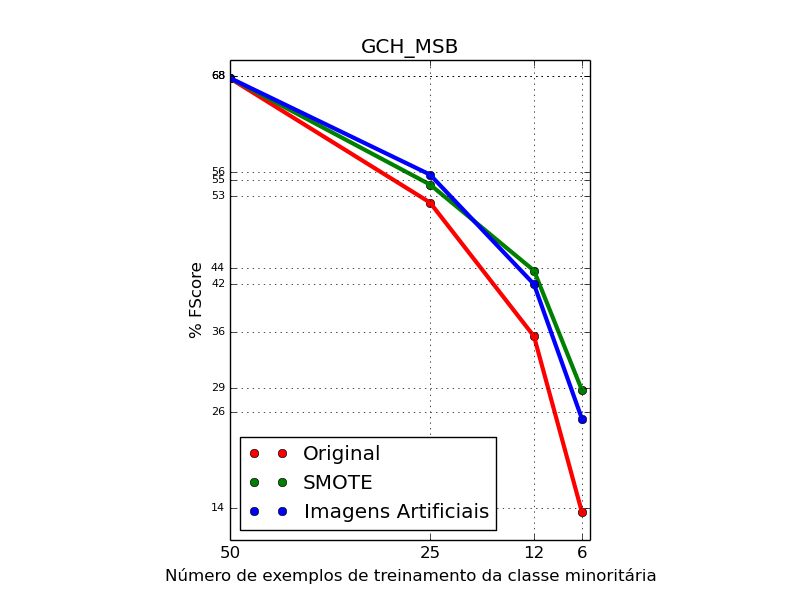 GCH_MSB
68
56
55
53
44
42
36
29
26
14
% FScore
Original
SMOTE
Imagens Artificiais
50 25 12 6
Número de exemplos de treinamento da classe minoritária